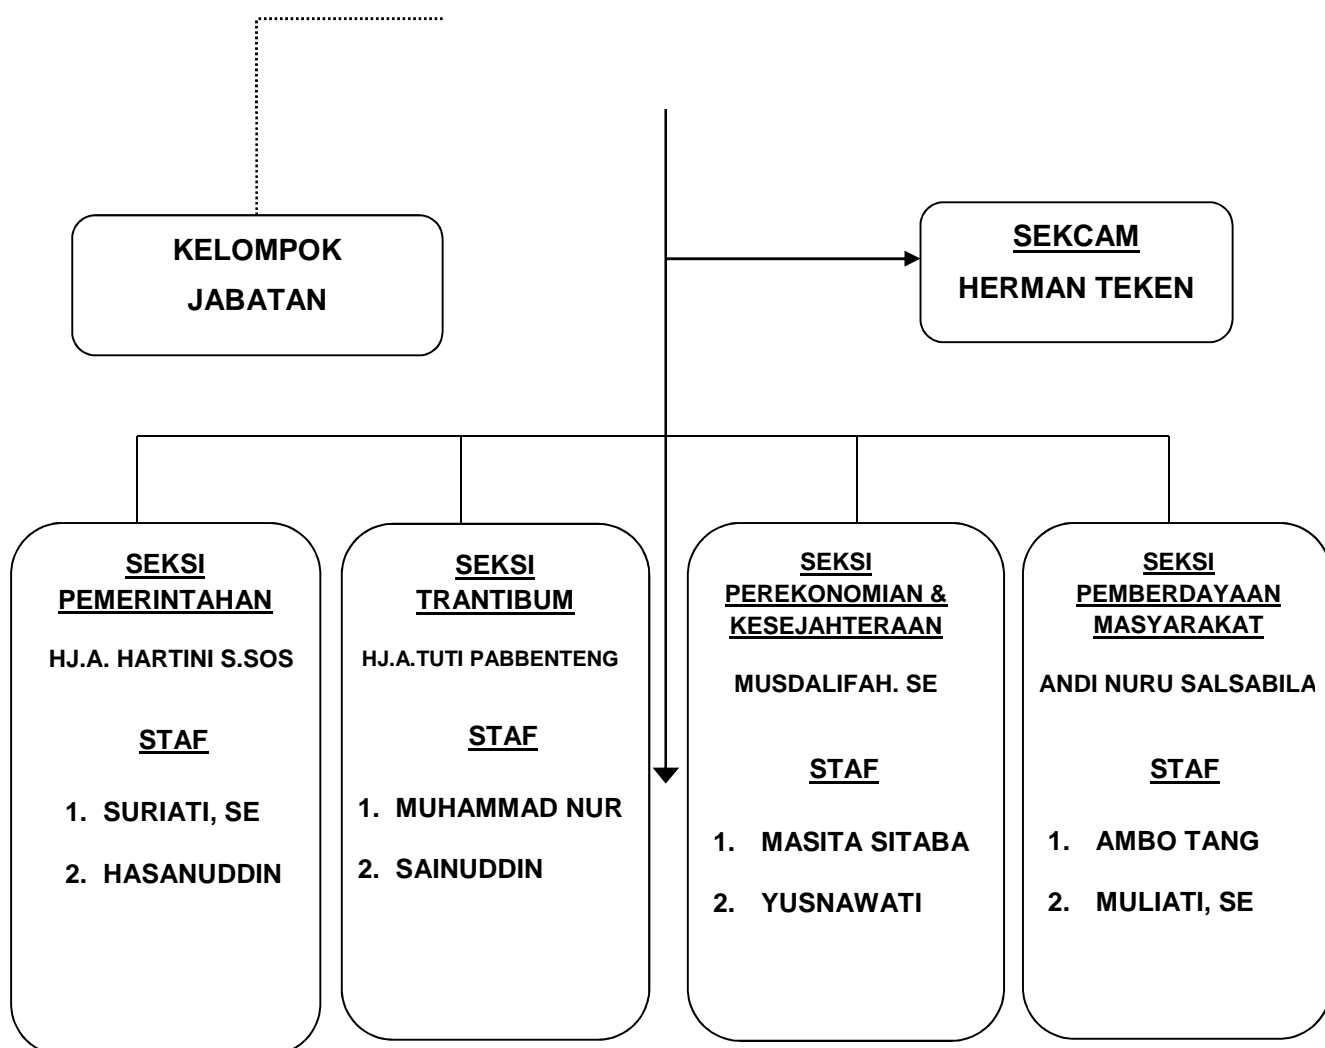 KELOMPOK
JABATAN
SEKCAM
HERMAN TEKEN
SEKSI
PEMERINTAHAN
HJ.A. HARTINI S.SOS
STAF
1. SURIATI, SE
2. HASANUDDIN
SEKSI
TRANTIBUM
HJ.A.TUTI PABBENTENG
STAF
1. MUHAMMAD NUR
2. SAINUDDIN
SEKSI
PEREKONOMIAN &
KESEJAHTERAAN
MUSDALIFAH. SE
STAF
1. MASITA SITABA
2. YUSNAWATI
SEKSI
PEMBERDAYAAN
MASYARAKAT
ANDI NURU SALSABILA
STAF
1. AMBO TANG
2. MULIATI, SE